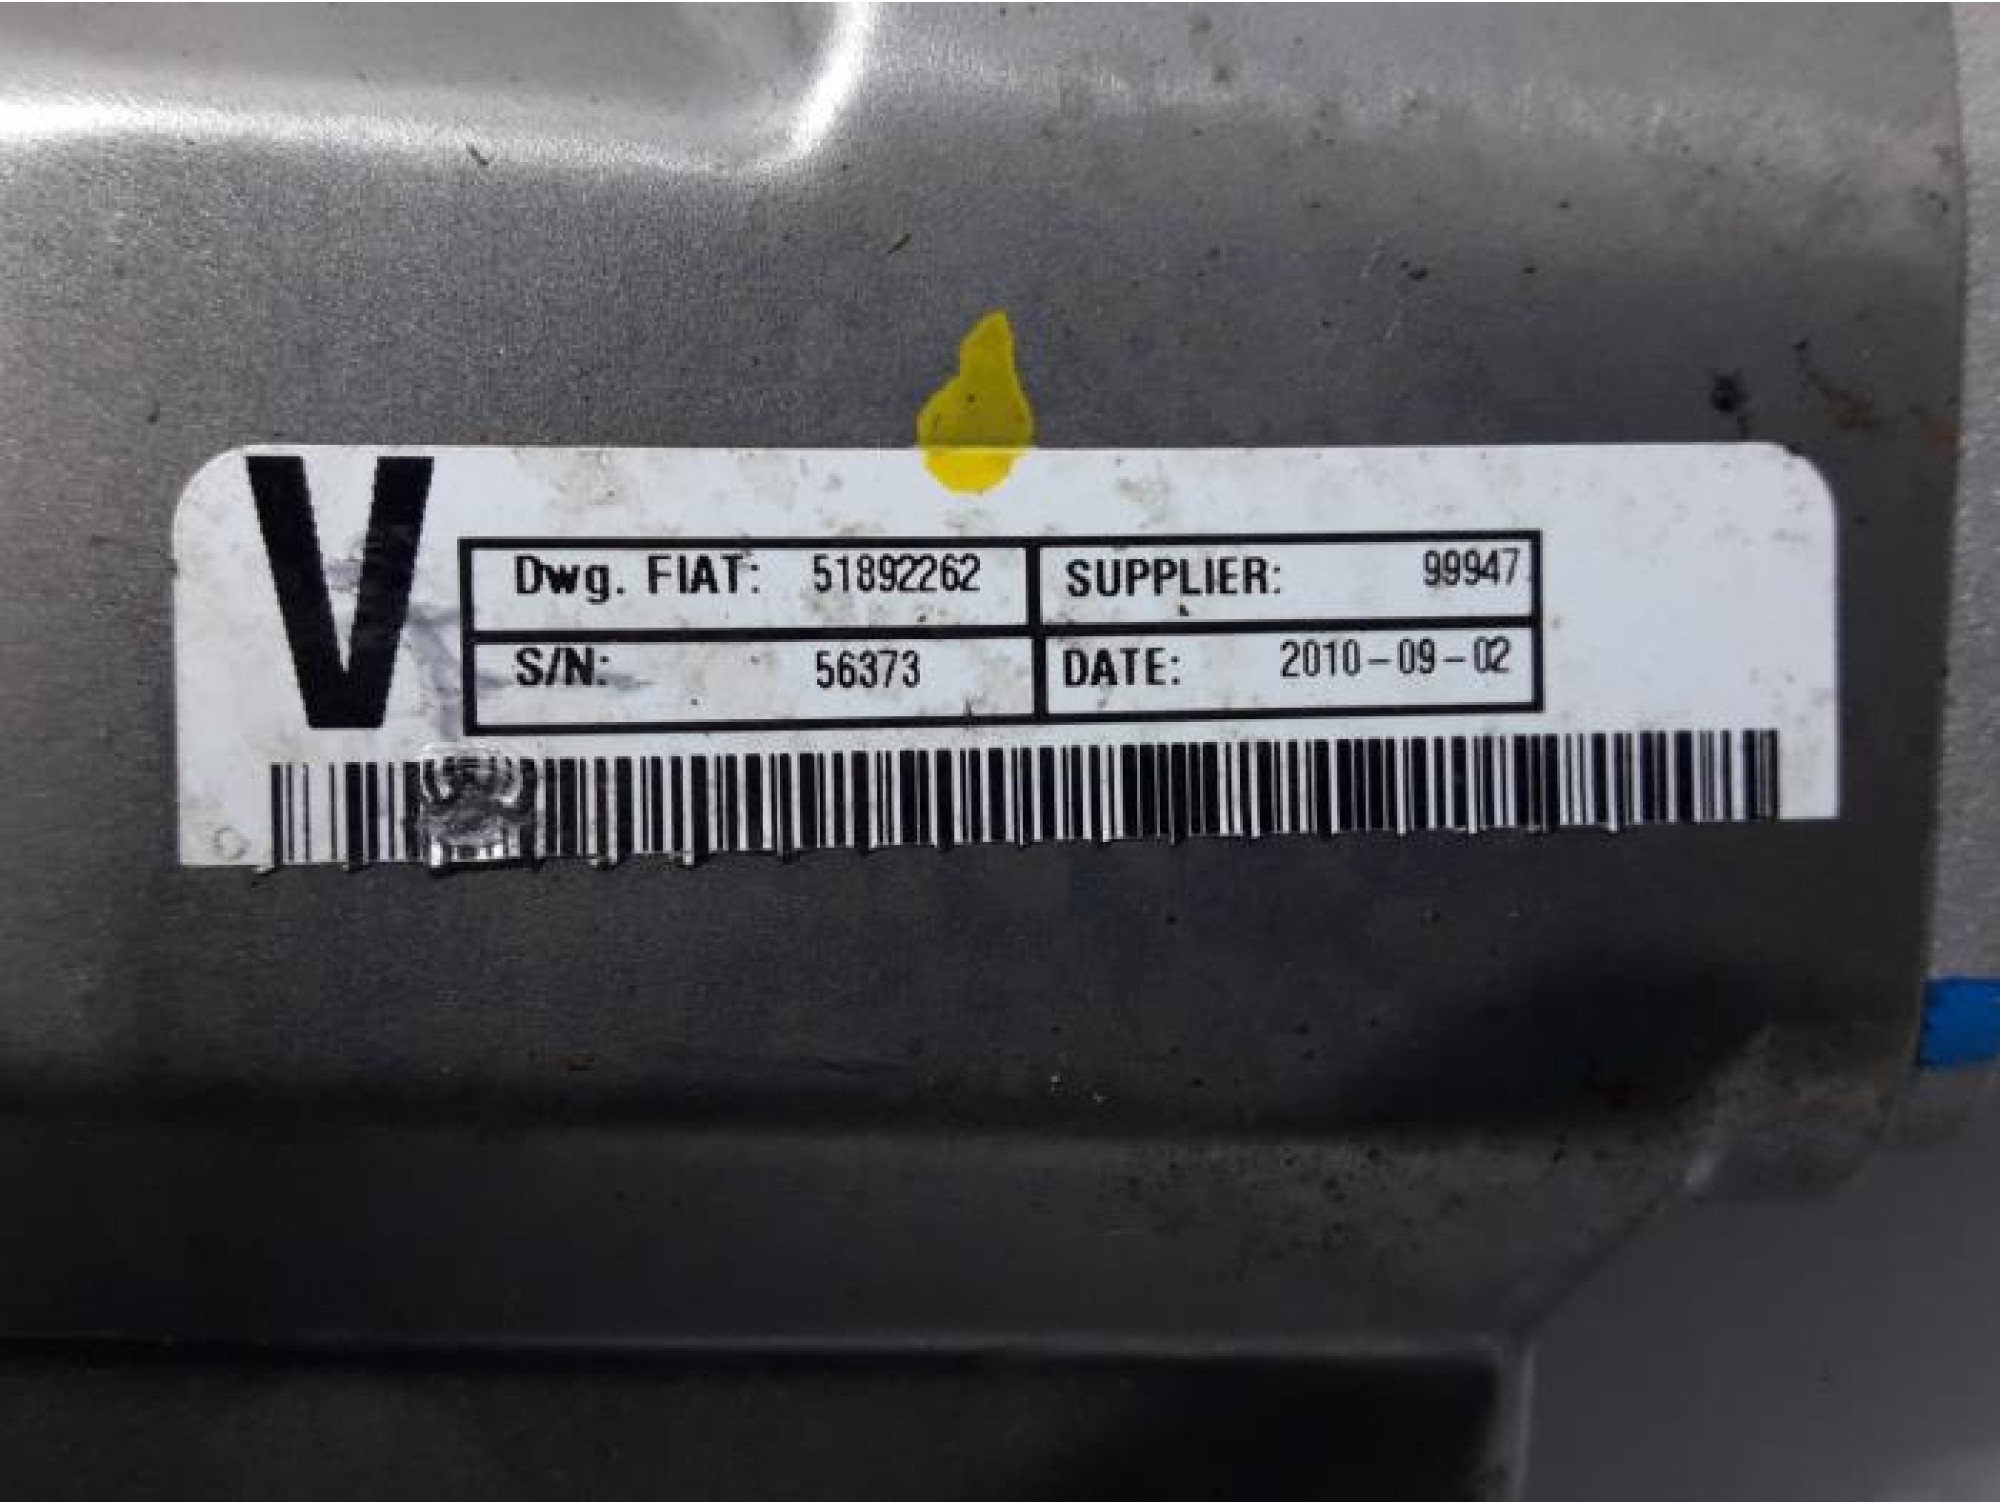 V
Dwg. FIAT: 51892262 SUPPLIER: 99947
S/N: 56373 DATE: 2010-09-02